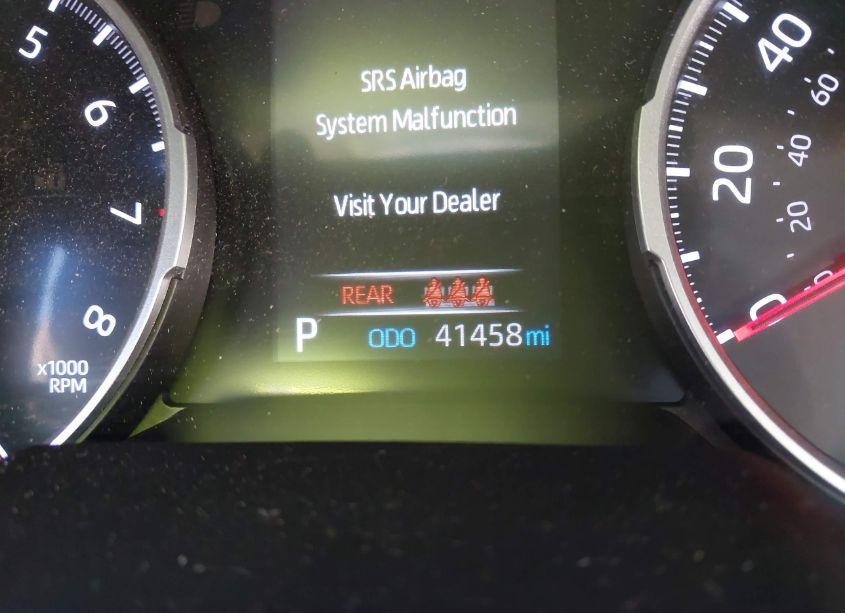 SRS Airbag
System Malfunction
Visit Your Dealer
REAR
P ODO 41458 mi
5
6
7
8
x1000
RPM
40
20
0
60
40
20
0